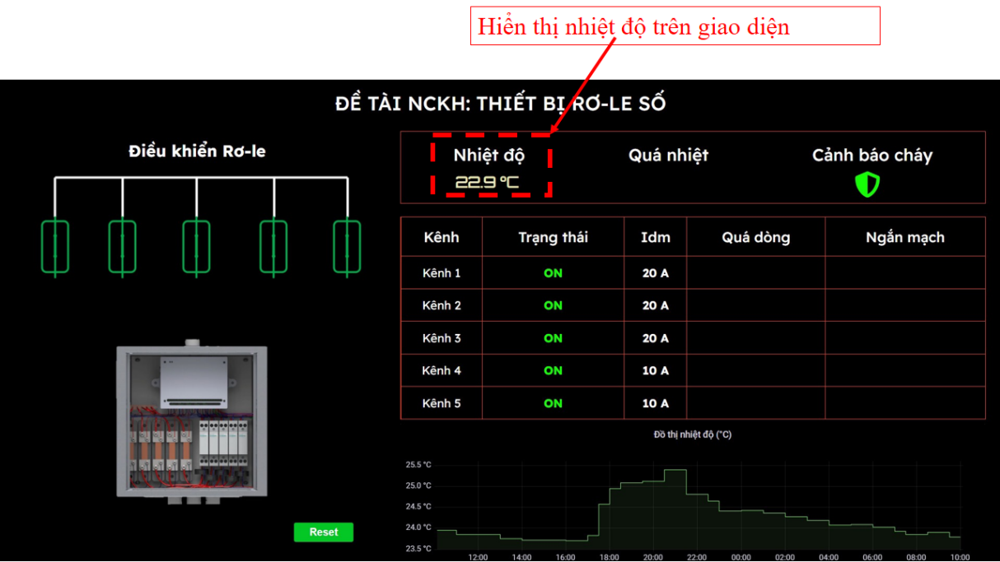 Hiển thị nhiệt độ trên giao diện
ĐỀ TÀI NCKH: THIẾT BỊ RƠ-LE SỐ
Điều khiển Rơ-le
Nhiệt độ Quá nhiệt Cảnh báo cháy
22.9 °C
Kênh Trạng thái Idm Quá dòng Ngắn mạch
Kênh 1 ON 20 A
Kênh 2 ON 20 A
Kênh 3 ON 20 A
Kênh 4 ON 10 A
Kênh 5 ON 10 A
Đồ thị nhiệt độ (°C)
25.5 °C
25.0 °C
24.5 °C
24.0 °C
23.5 °C
12:00 14:00 16:00 18:00 20:00 22:00 00:00 02:00 04:00 06:00 08:00 10:00
Reset